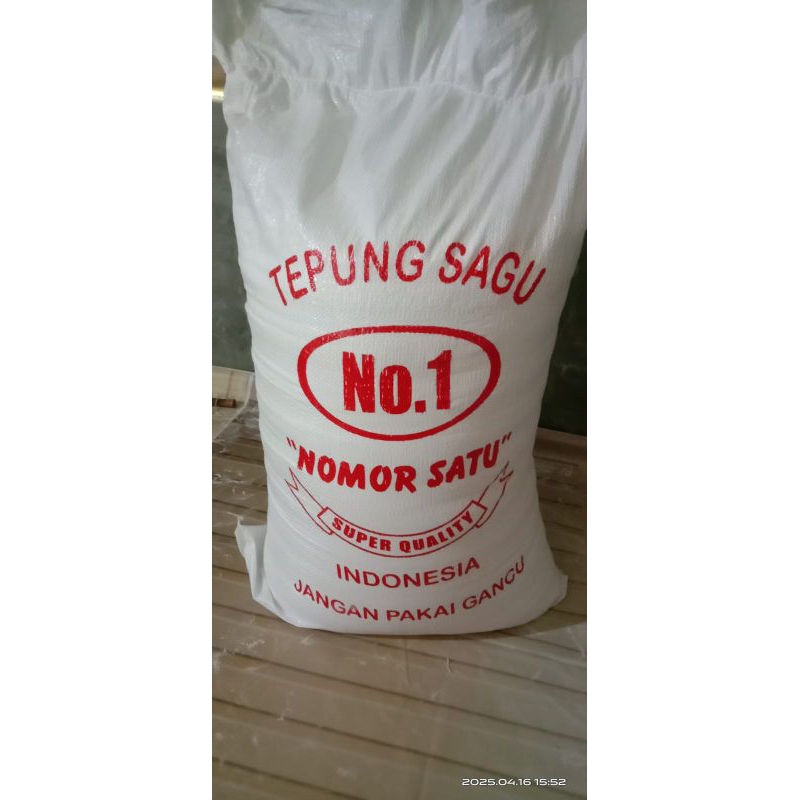 TEPUNG SAGU
No.1
"NOMOR SATU"
SUPER QUALITY
INDONESIA
JANGAN PAKAI GANCU
2025.04.16 15:52